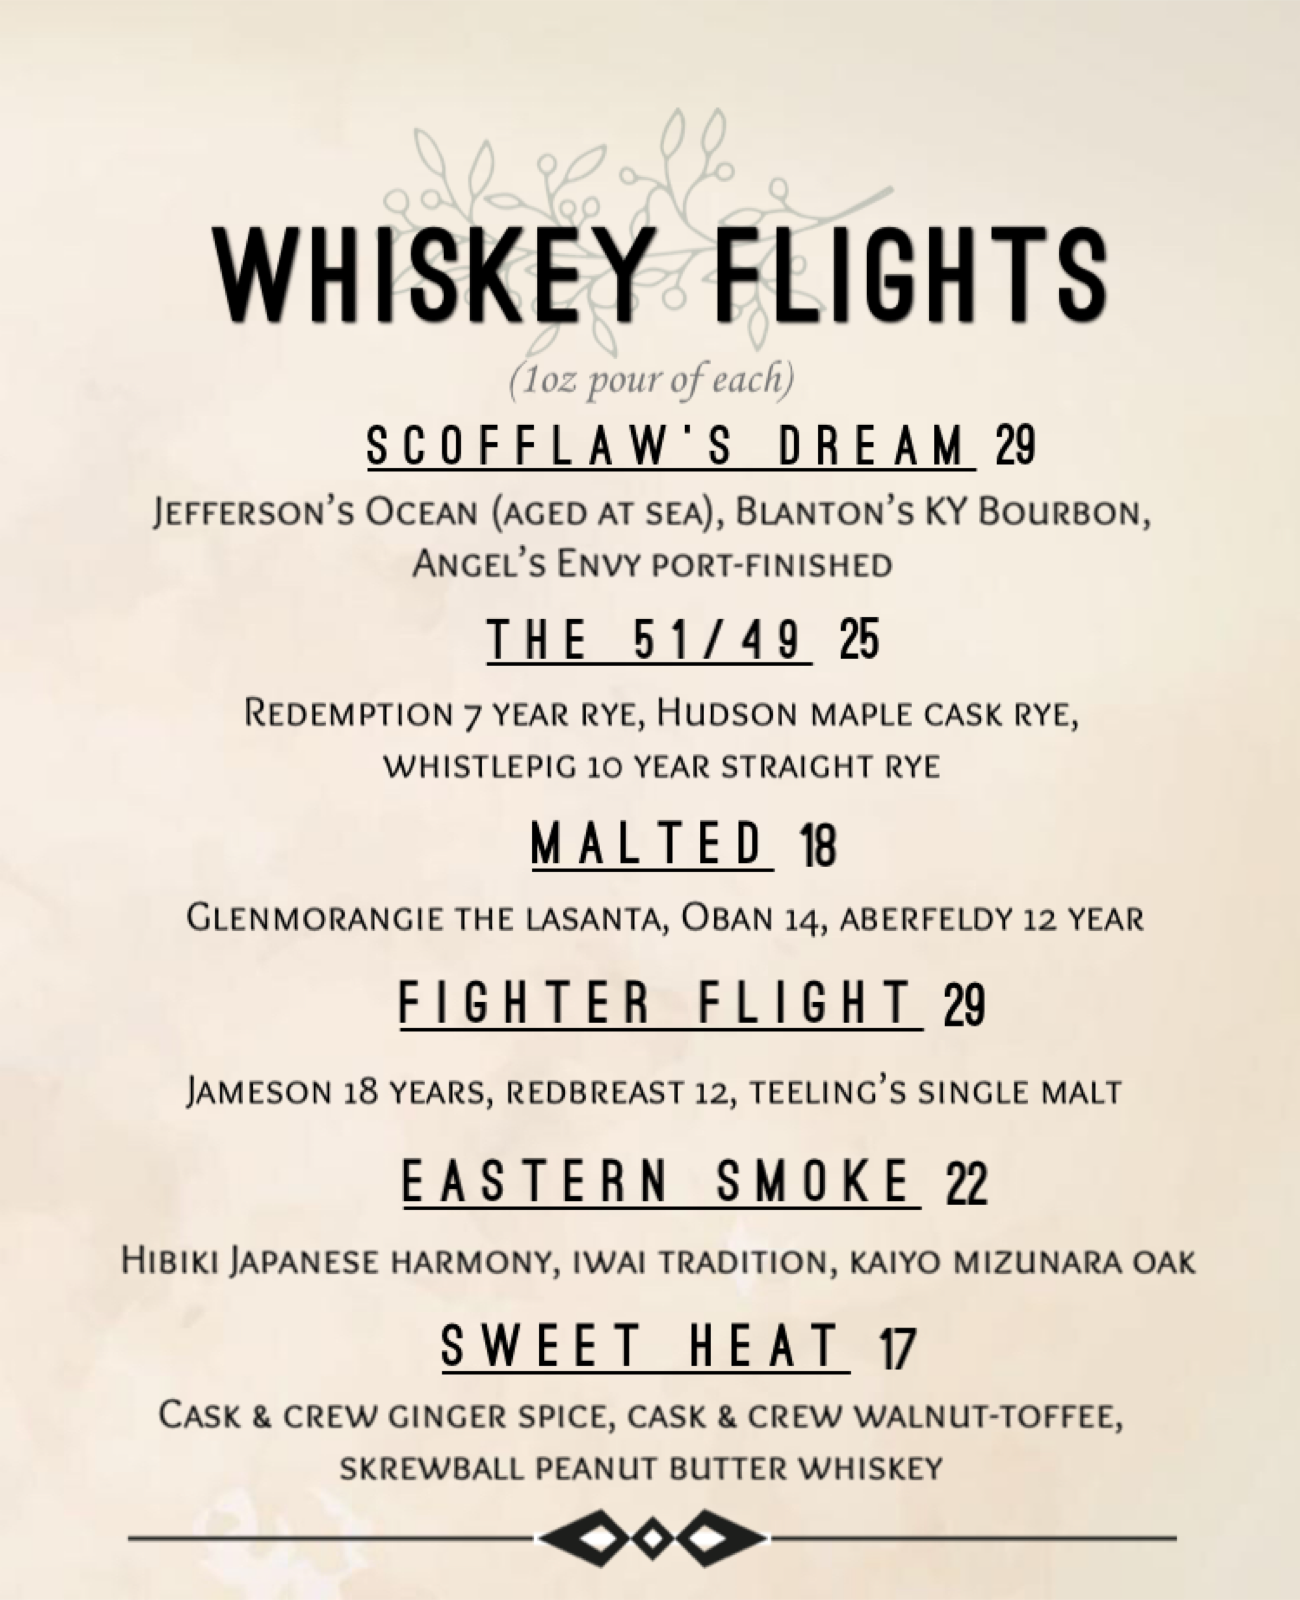 WHISKEY FLIGHTS
(1oz pour of each)
SCOFFLAW'S DREAM 29
Jefferson's Ocean (aged at sea), Blanton's KY Bourbon,
Angel's Envy port-finished
THE 51/49 25
Redemption 7 year rye, Hudson maple cask rye,
whistlepig 10 year straight rye
MALTED 18
Glenmorangie the lasanta, Oban 14, aberfeldy 12 year
FIGHTER FLIGHT 29
Jameson 18 years, redbreast 12, teeling's single malt
EASTERN SMOKE 22
Hibiki Japanese harmony, iwai tradition, kaiyo mizunara oak
SWEET HEAT 17
Cask & crew ginger spice, cask & crew walnut-toffee,
skrewball peanut butter whiskey